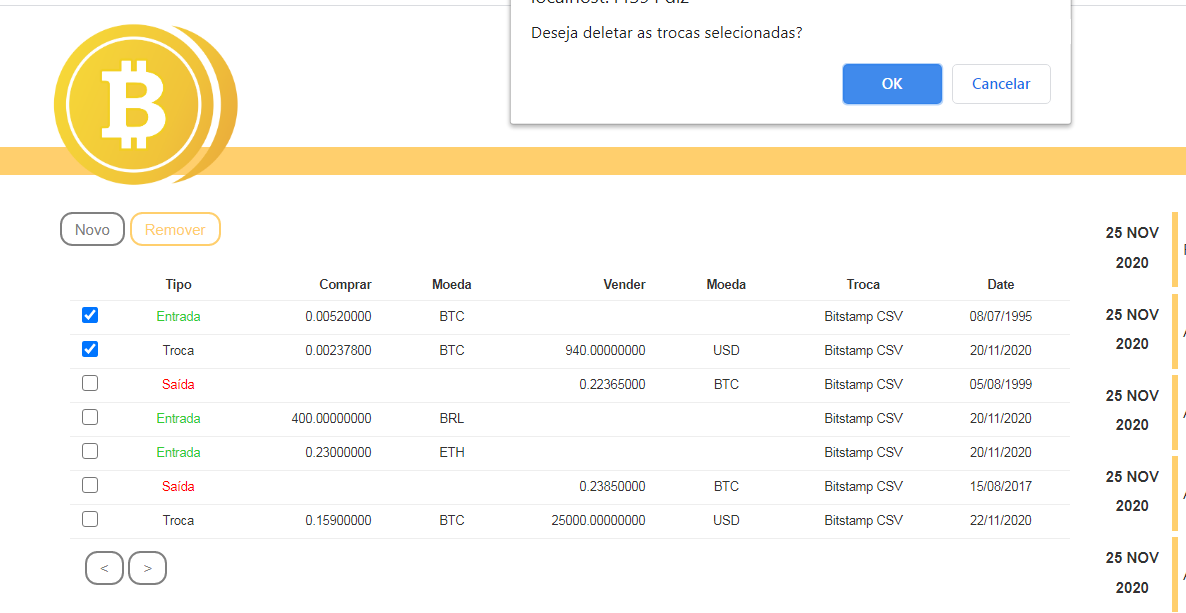 Deseja deletar as trocas selecionadas?
OK Cancelar
Novo Remover
Tipo Comprar Moeda Vender Moeda Troca Date
Entrada 0.00520000 BTC Bitstamp CSV 08/07/1995
Troca 0.00237800 BTC 940.00000000 USD Bitstamp CSV 20/11/2020
Saída 0.22365000 BTC Bitstamp CSV 05/08/1999
Entrada 400.00000000 BRL Bitstamp CSV 20/11/2020
Entrada 0.23000000 ETH Bitstamp CSV 20/11/2020
Saída 0.23850000 BTC Bitstamp CSV 15/08/2017
Troca 0.15900000 BTC 25000.00000000 USD Bitstamp CSV 22/11/2020
< >
25 NOV
2020
25 NOV
2020
25 NOV
2020
25 NOV
2020
25 NOV
2020